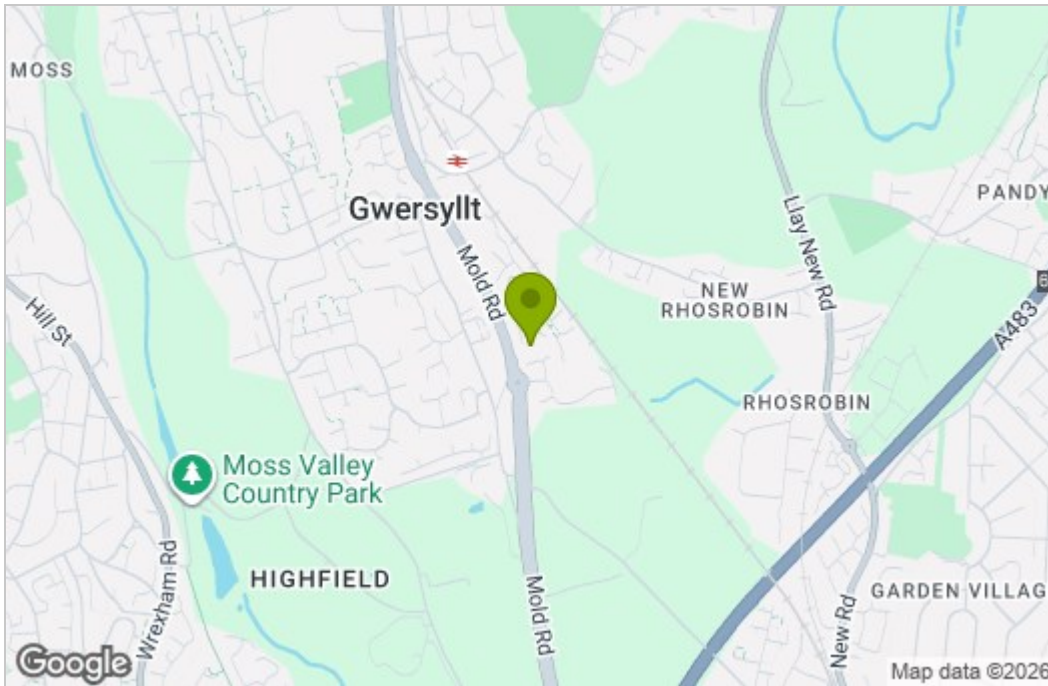 MOSS
Gwersyllt
PANDY
Mold Rd
Llay New Rd
NEW
RHOSROBIN
6
A483
Hill St
RHOSROBIN
Moss Valley
Country Park
HIGHFIELD
Wrexham Rd
Mold Rd
New Rd
GARDEN VILLAG
Google
Map data ©2026